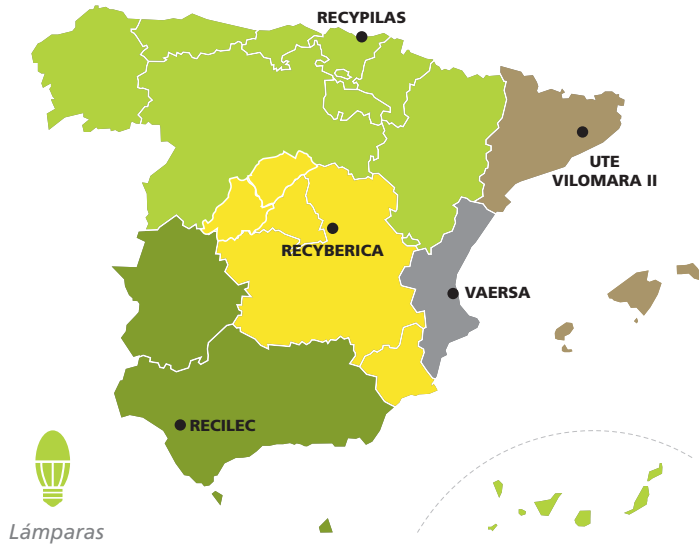 RECYPILAS
UTE
VILOMARA II
RECYBERICA
VAERSA
RECILEC
Lámparas